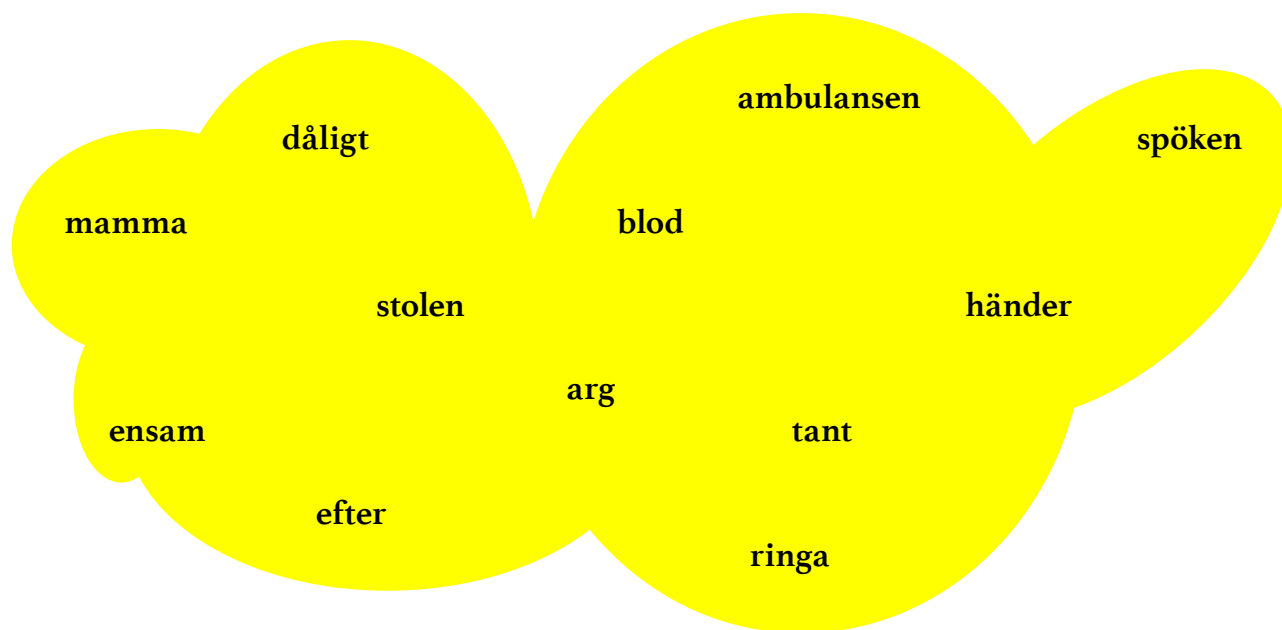 ambulansen
dåligt
spöken
mamma
blod
stolen
händer
arg
ensam
tant
efter
ringa